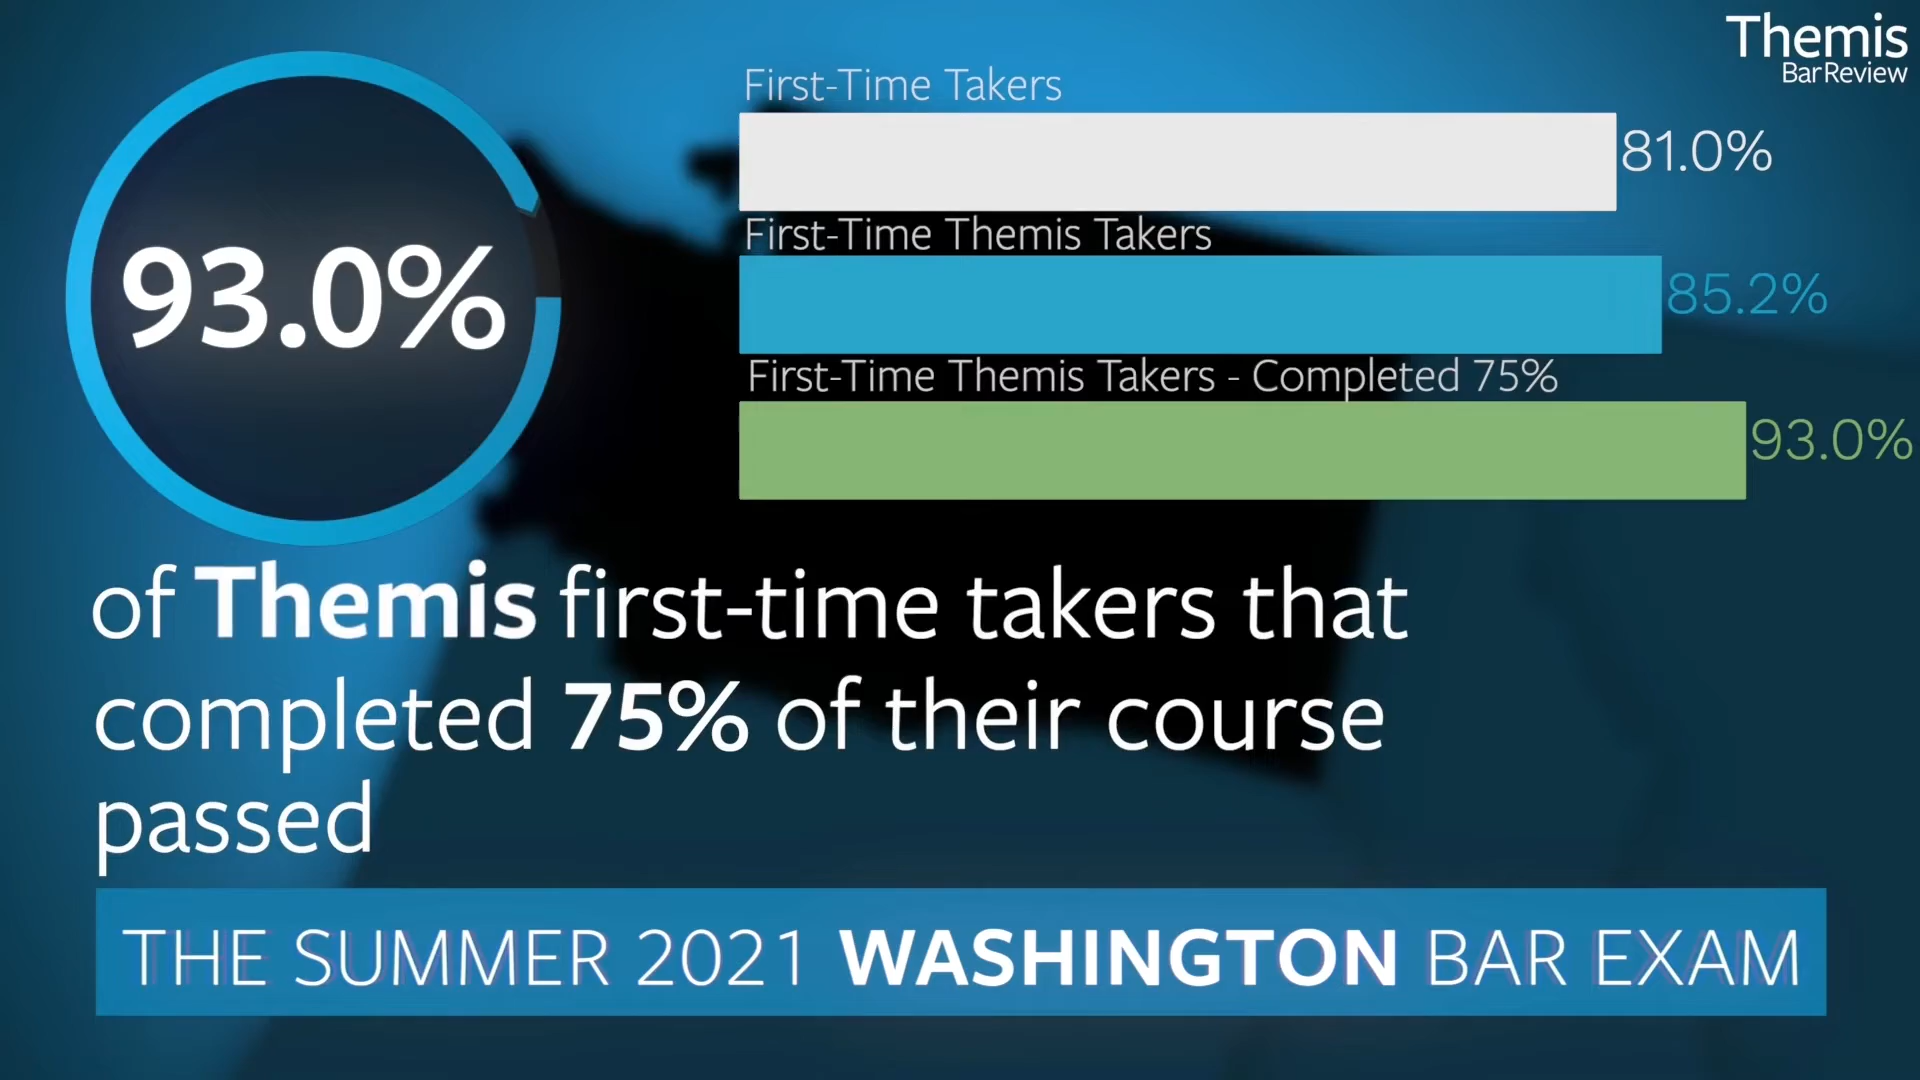 Themis
BarReview
First-Time Takers
81.0%
First-Time Themis Takers
85.2%
First-Time Themis Takers - Completed 75%
93.0%
93.0%
of Themis first-time takers that
completed 75% of their course
passed
THE SUMMER 2021 WASHINGTON BAR EXAM